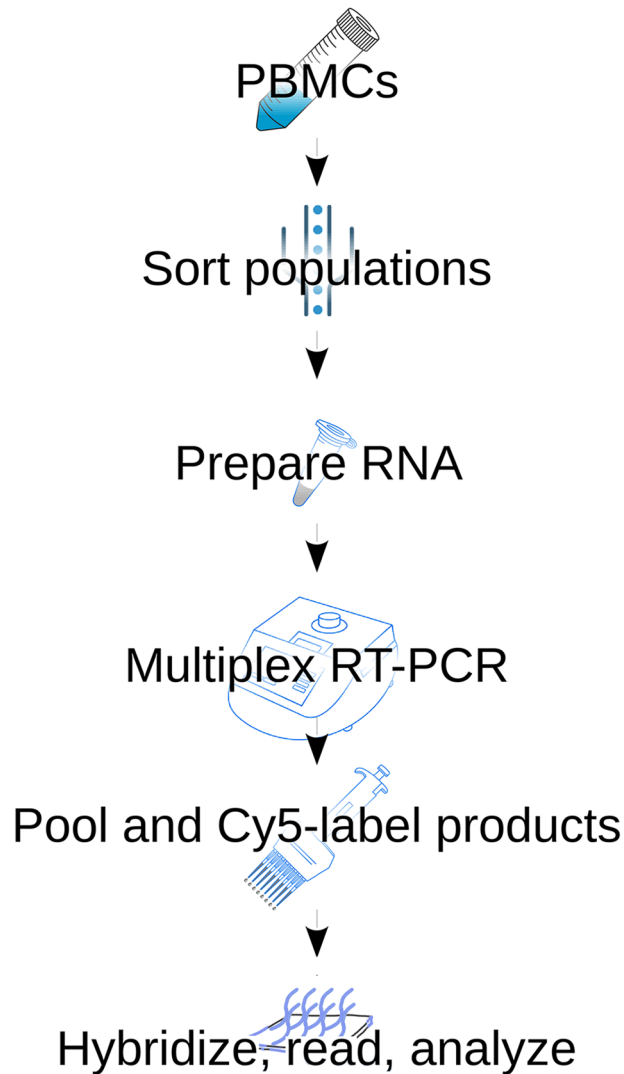 PBMCs
Sort populations
Prepare RNA
Multiplex RT-PCR
Pool and Cy5-label products
Hybridize, read, analyze